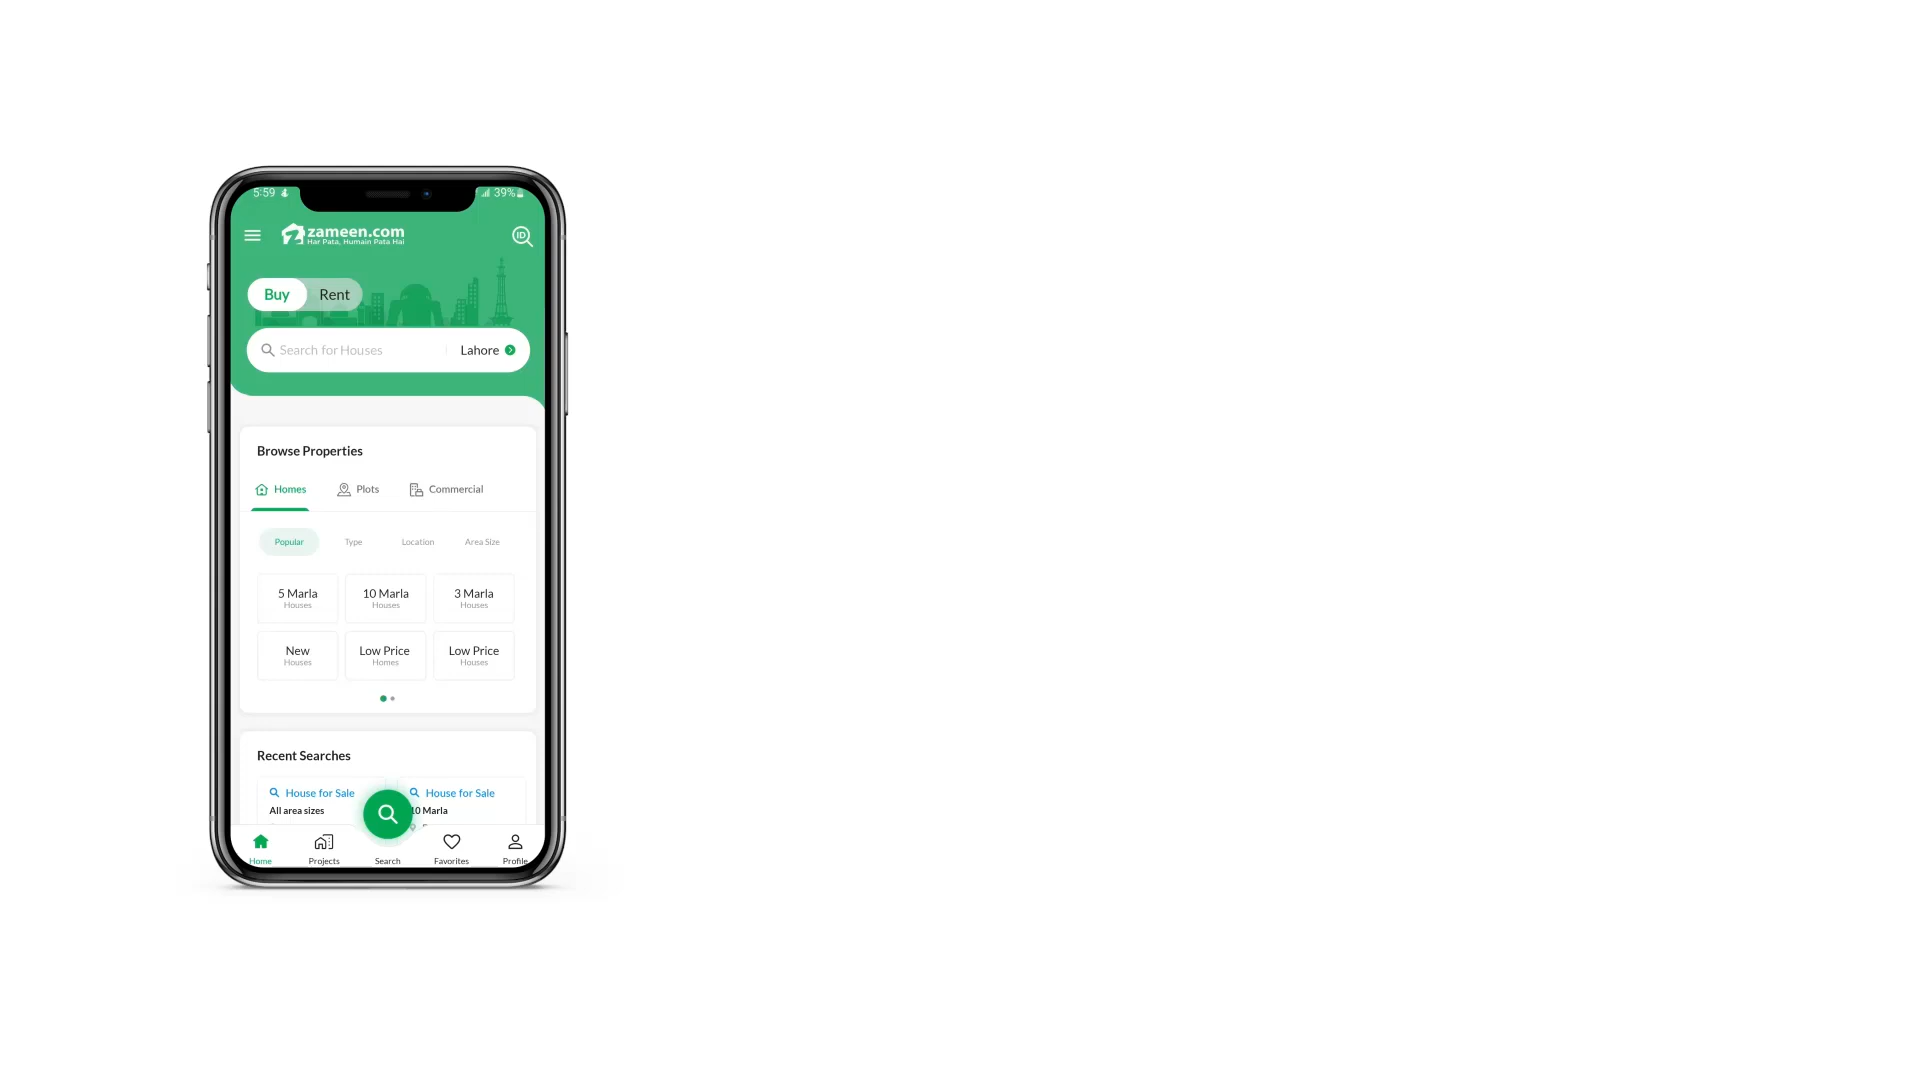 5:59
39%
zameen.com
Har Pata, Humain Pata Hai
ID
Buy Rent
Search for Houses Lahore
Browse Properties
Homes Plots Commercial
Popular Type Location Area Size
5 Marla 10 Marla 3 Marla
Houses Houses Houses
New Low Price Low Price
Houses Homes Houses
Recent Searches
House for Sale House for Sale
All area sizes 10 Marla
Home Projects Search Favorites Profile